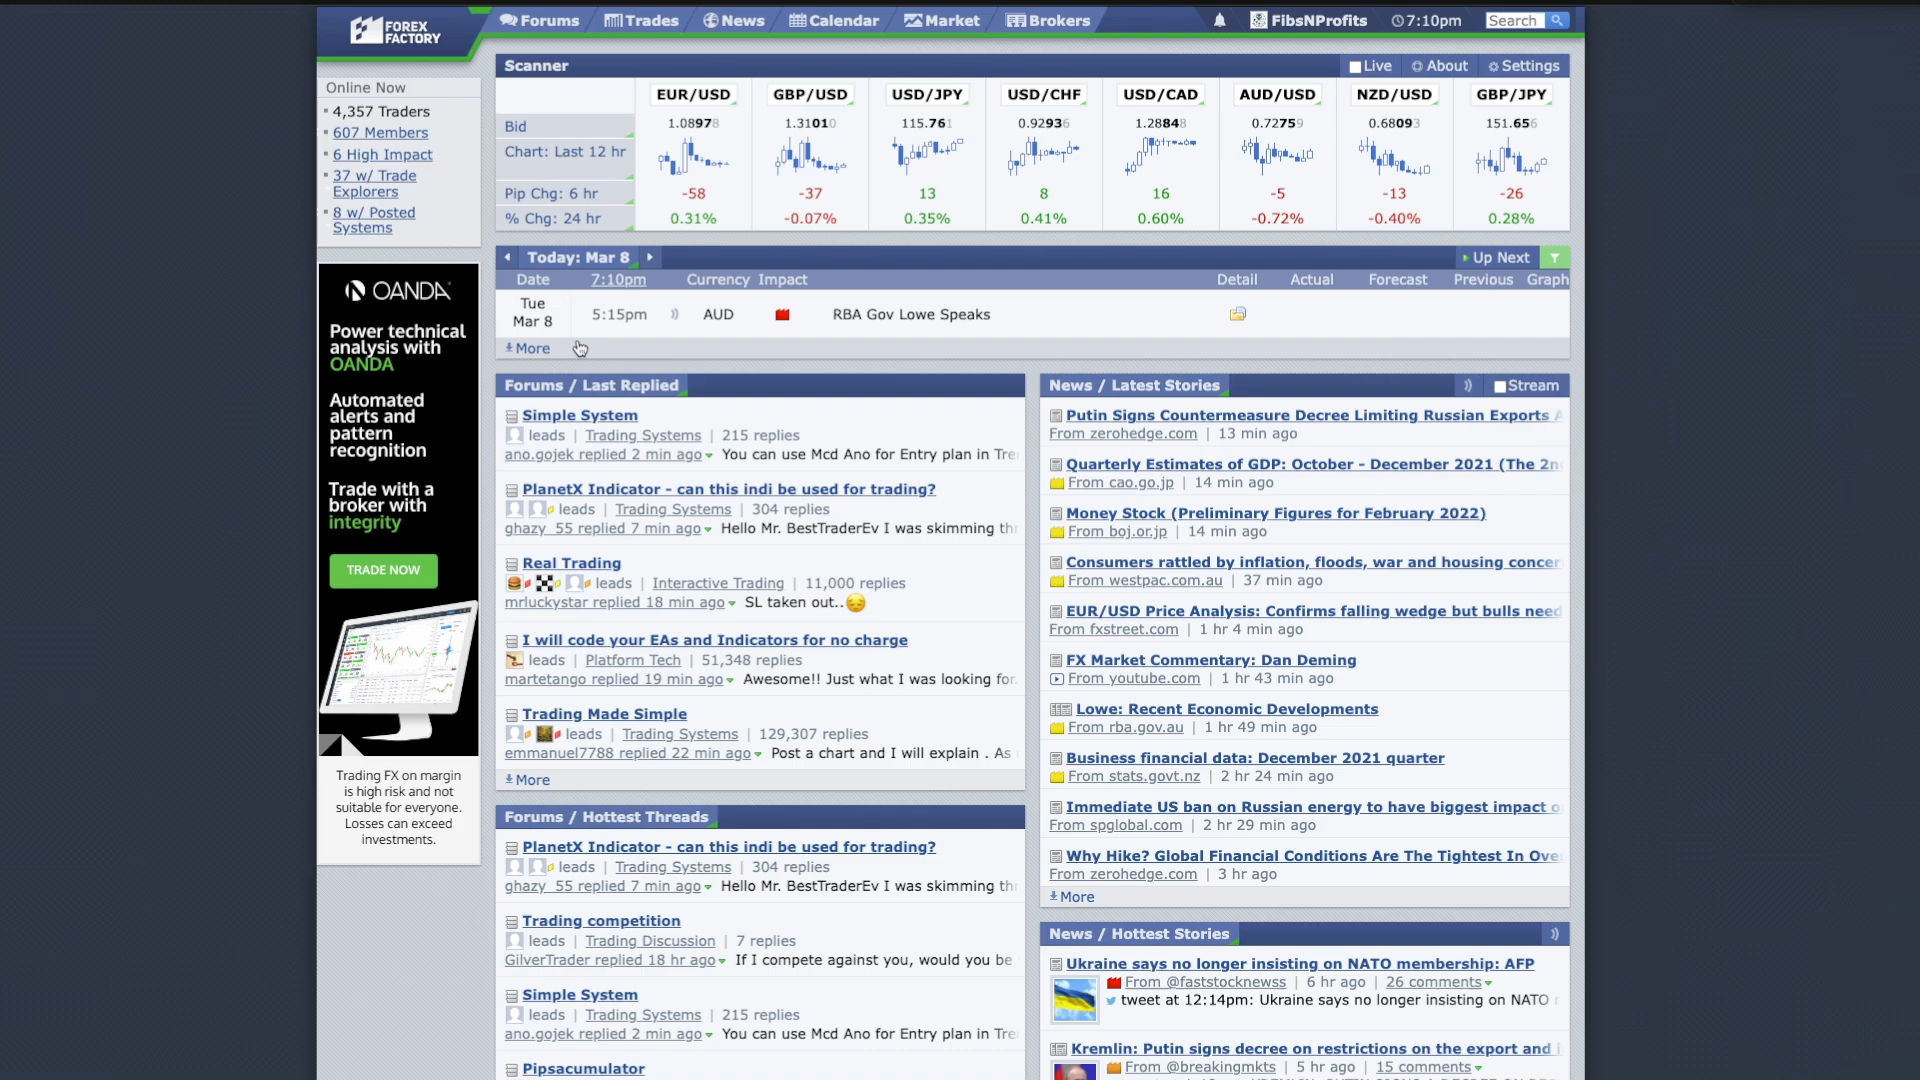 FOREX FACTORY
Forums Trades News Calendar Market Brokers FibsNProfits 7:10pm Search
Online Now
4,357 Traders
607 Members
6 High Impact
37 w/ Trade
Explorers
8 w/ Posted
Systems
OANDA
Power technical
analysis with
OANDA
Automated
alerts and
pattern
recognition
Trade with a
broker with
integrity
TRADE NOW
Trading FX on margin
is high risk and not
suitable for everyone.
Losses can exceed
investments.
Scanner Live About Settings
EUR/USD GBP/USD USD/JPY USD/CHF USD/CAD AUD/USD NZD/USD GBP/JPY
Bid 1.08978 1.31010 115.761 0.92936 1.28848 0.72759 0.68093 151.656
Chart: Last 12 hr
Pip Chg: 6 hr -58 -37 13 8 16 -5 -13 -26
% Chg: 24 hr 0.31% -0.07% 0.35% 0.41% 0.60% -0.72% -0.40% 0.28%
Today: Mar 8 Up Next
Date 7:10pm Currency Impact Detail Actual Forecast Previous Graph
Tue
Mar 8 5:15pm AUD RBA Gov Lowe Speaks
More
Forums / Last Replied
Simple System
leads | Trading Systems | 215 replies
ano.gojek replied 2 min ago You can use Mcd Ano for Entry plan in Tre
PlanetX Indicator - can this indi be used for trading?
leads | Trading Systems | 304 replies
ghazy_55 replied 7 min ago Hello Mr. BestTraderEv I was skimming thr
Real Trading
leads | Interactive Trading | 11,000 replies
mrluckystar replied 18 min ago SL taken out..
I will code your EAs and Indicators for no charge
leads | Platform Tech | 51,348 replies
martetango replied 19 min ago Awesome!! Just what I was looking for.
Trading Made Simple
leads | Trading Systems | 129,307 replies
emmanuel7788 replied 22 min ago Post a chart and I will explain . As
More
Forums / Hottest Threads
PlanetX Indicator - can this indi be used for trading?
leads | Trading Systems | 304 replies
ghazy_55 replied 7 min ago Hello Mr. BestTraderEv I was skimming thr
Trading competition
leads | Trading Discussion | 7 replies
GilverTrader replied 18 hr ago If I compete against you, would you be
Simple System
leads | Trading Systems | 215 replies
ano.gojek replied 2 min ago You can use Mcd Ano for Entry plan in Tre
Pipsacumulator
News / Latest Stories Stream
Putin Signs Countermeasure Decree Limiting Russian Exports A
From zerohedge.com | 13 min ago
Quarterly Estimates of GDP: October - December 2021 (The 2n
From cao.go.jp | 14 min ago
Money Stock (Preliminary Figures for February 2022)
From boj.or.jp | 14 min ago
Consumers rattled by inflation, floods, war and housing concer
From westpac.com.au | 37 min ago
EUR/USD Price Analysis: Confirms falling wedge but bulls need
From fxstreet.com | 1 hr 4 min ago
FX Market Commentary: Dan Deming
From youtube.com | 1 hr 43 min ago
Lowe: Recent Economic Developments
From rba.gov.au | 1 hr 49 min ago
Business financial data: December 2021 quarter
From stats.govt.nz | 2 hr 24 min ago
Immediate US ban on Russian energy to have biggest impact o
From spglobal.com | 2 hr 29 min ago
Why Hike? Global Financial Conditions Are The Tightest In Ove
From zerohedge.com | 3 hr ago
More
News / Hottest Stories
Ukraine says no longer insisting on NATO membership: AFP
From @faststocknewss | 6 hr ago | 26 comments
tweet at 12:14pm: Ukraine says no longer insisting on NATO
Kremlin: Putin signs decree on restrictions on the export and i
From @breakingmkts | 5 hr ago | 15 comments